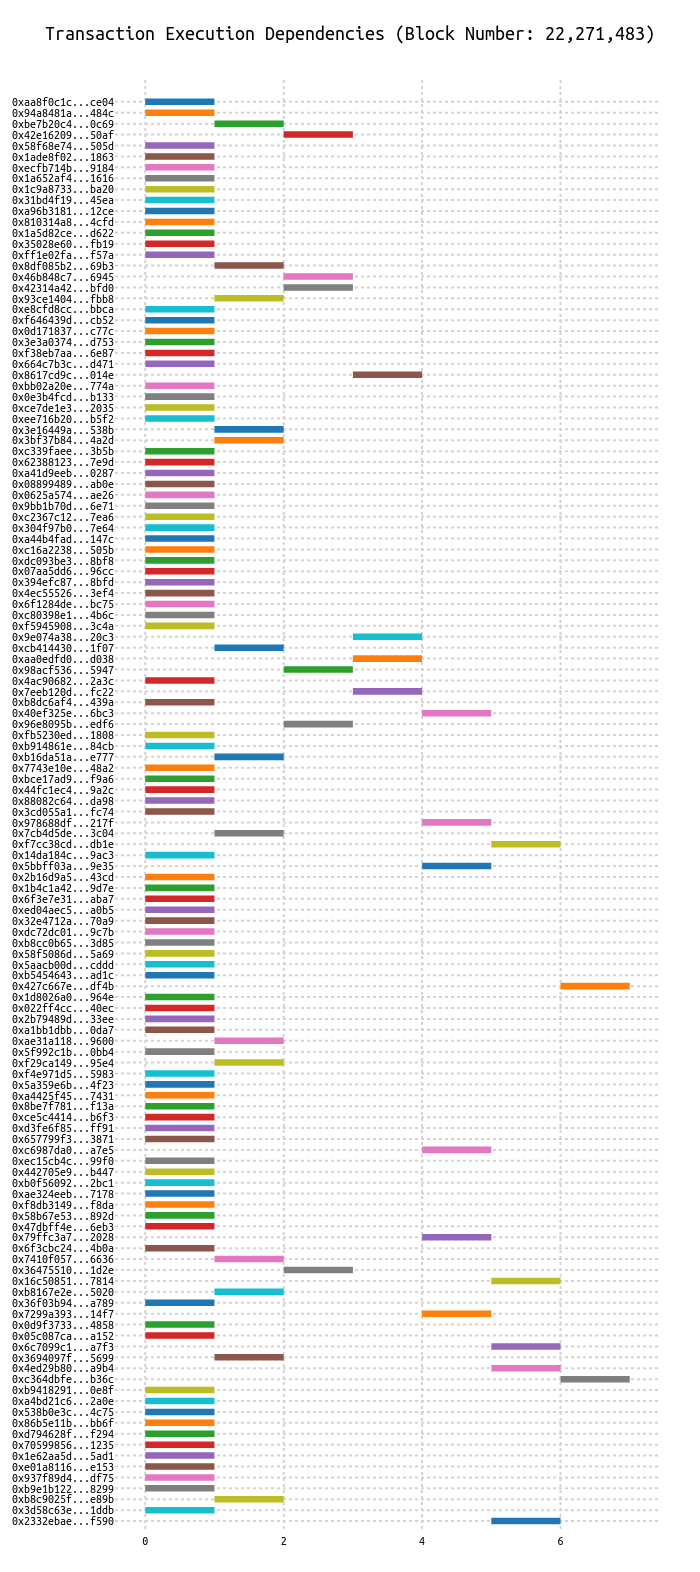 Transaction Execution Dependencies (Block Number: 22,271,483)
0xaa8f0c1c...ce04
0x94a8481a...484c
0xbe7b20c4...0c69
0x42e16209...50af
0x58f68e74...505d
0x1ade8f02...1863
0xecfb714b...9184
0x1a652af4...1616
0x1c9a8733...ba20
0x31bd4f19...45ea
0xa96b3181...12ce
0x810314a8...4cfd
0x1a5d82ce...d622
0x35028e60...fb19
0xff1e02fa...f57a
0x8df085b2...69b3
0x46b848c7...6945
0x42314a42...bfd0
0x93ce1404...fbb8
0xe8cfd8cc...bbca
0xf646439d...cb52
0x0d171837...c77c
0x3e3a0374...d753
0xf38eb7aa...6e87
0x664c7b3c...d471
0x8617cd9c...014e
0xbb02a20e...774a
0x0e3b4fcd...b133
0xce7de1e3...2035
0xee716b20...b5f2
0x3e16449a...538b
0x3bf37b84...4a2d
0xc339faee...3b5b
0x62388123...7e9d
0xa41d9eeb...0287
0x08899489...ab0e
0x0625a574...ae26
0x9bb1b70d...6e71
0xc2367c12...7ea6
0x304f97b0...7e64
0xa44b4fad...147c
0xc16a2238...505b
0xdc093be3...8bf8
0x07aa5dd6...96cc
0x394efc87...8bfd
0x4ec55526...3ef4
0x6f1284de...bc75
0xc80398e1...4b6c
0xf5945908...3c4a
0x9e074a38...20c3
0xcb414430...1f07
0xaa0edfd0...d038
0x98acf536...5947
0x4ac90682...2a3c
0x7eeb120d...fc22
0xb8dc6af4...439a
0x40ef325e...6bc3
0x96e8095b...edf6
0xfb5230ed...1808
0xb914861e...84cb
0xb16da51a...e777
0x7743e10e...48a2
0xbce17ad9...f9a6
0x44fc1ec4...9a2c
0x88082c64...da98
0x3cd055a1...fc74
0x978688df...217f
0x7cb4d5de...3c04
0xf7cc38cd...db1e
0x14da184c...9ac3
0x5bbff03a...9e35
0x2b16d9a5...43cd
0x1b4c1a42...9d7e
0x6f3e7e31...aba7
0xed04aec5...a0b5
0x32e4712a...70a9
0xdc72dc01...9c7b
0xb8cc0b65...3d85
0x58f5086d...5a69
0x5aacb00d...cddd
0xb5454643...ad1c
0x427c667e...df4b
0x1d8026a0...964e
0x022ff4cc...40ec
0x2b79489d...33ee
0xa1bb1dbb...0da7
0xae31a118...9600
0x5f992c1b...0bb4
0xf29ca149...95e4
0xf4e971d5...5983
0x5a359e6b...4f23
0xa4425f45...7431
0x8be7f781...f13a
0xce5c4414...b6f3
0xd3fe6f85...ff91
0x657799f3...3871
0xc6987da0...a7e5
0xec15cb4c...99f0
0x442705e9...b447
0xb0f56092...2bc1
0xae324eeb...7178
0xf8db3149...f8da
0x58b67e53...892d
0x47dbff4e...6eb3
0x79ffc3a7...2028
0x6f3cbc24...4b0a
0x7410f057...6636
0x36475510...1d2e
0x16c50851...7814
0xb8167e2e...5020
0x36f03b94...a789
0x7299a393...14f7
0x0d9f3733...4858
0x05c087ca...a152
0x6c7099c1...a7f3
0x3694097f...5699
0x4ed29b80...a9b4
0xc364dbfe...b36c
0xb9418291...0e8f
0xa4bd21c6...2a0e
0x538b0e3c...4c75
0x86b5e11b...bb6f
0xd794628f...f294
0x70599856...1235
0x1e62aa5d...5ad1
0xe01a8116...e153
0x937f89d4...df75
0xb9e1b122...8299
0xb8c9025f...e89b
0x3d58c63e...1ddb
0x2332ebae...f590
0 2 4 6